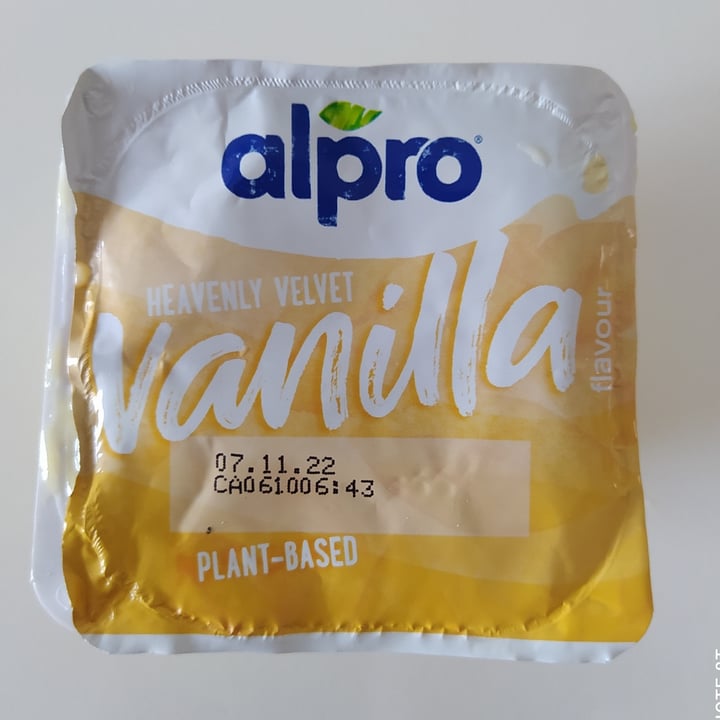 alpro®
HEAVENLY VELVET
vanilla
flavour
07.11.22
CA061006:43
PLANT-BASED